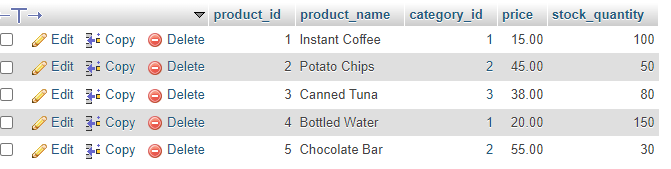 product_id product_name category_id price stock_quantity
Edit Copy Delete 1 Instant Coffee 1 15.00 100
Edit Copy Delete 2 Potato Chips 2 45.00 50
Edit Copy Delete 3 Canned Tuna 3 38.00 80
Edit Copy Delete 4 Bottled Water 1 20.00 150
Edit Copy Delete 5 Chocolate Bar 2 55.00 30